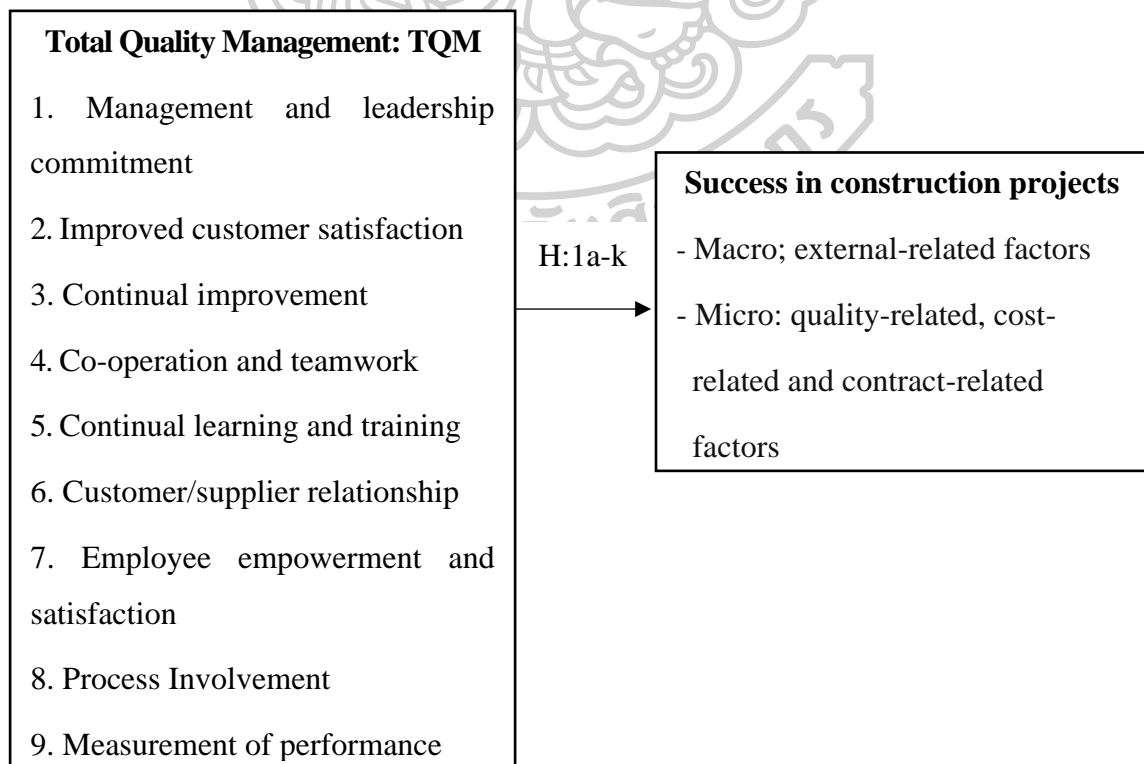 Total Quality Management: TQM
1. Management and leadership
commitment
2. Improved customer satisfaction
3. Continual improvement
4. Co-operation and teamwork
5. Continual learning and training
6. Customer/supplier relationship
7. Employee empowerment and
satisfaction
8. Process Involvement
9. Measurement of performance
H:1a-k
Success in construction projects
- Macro; external-related factors
- Micro: quality-related, cost-
related and contract-related
factors